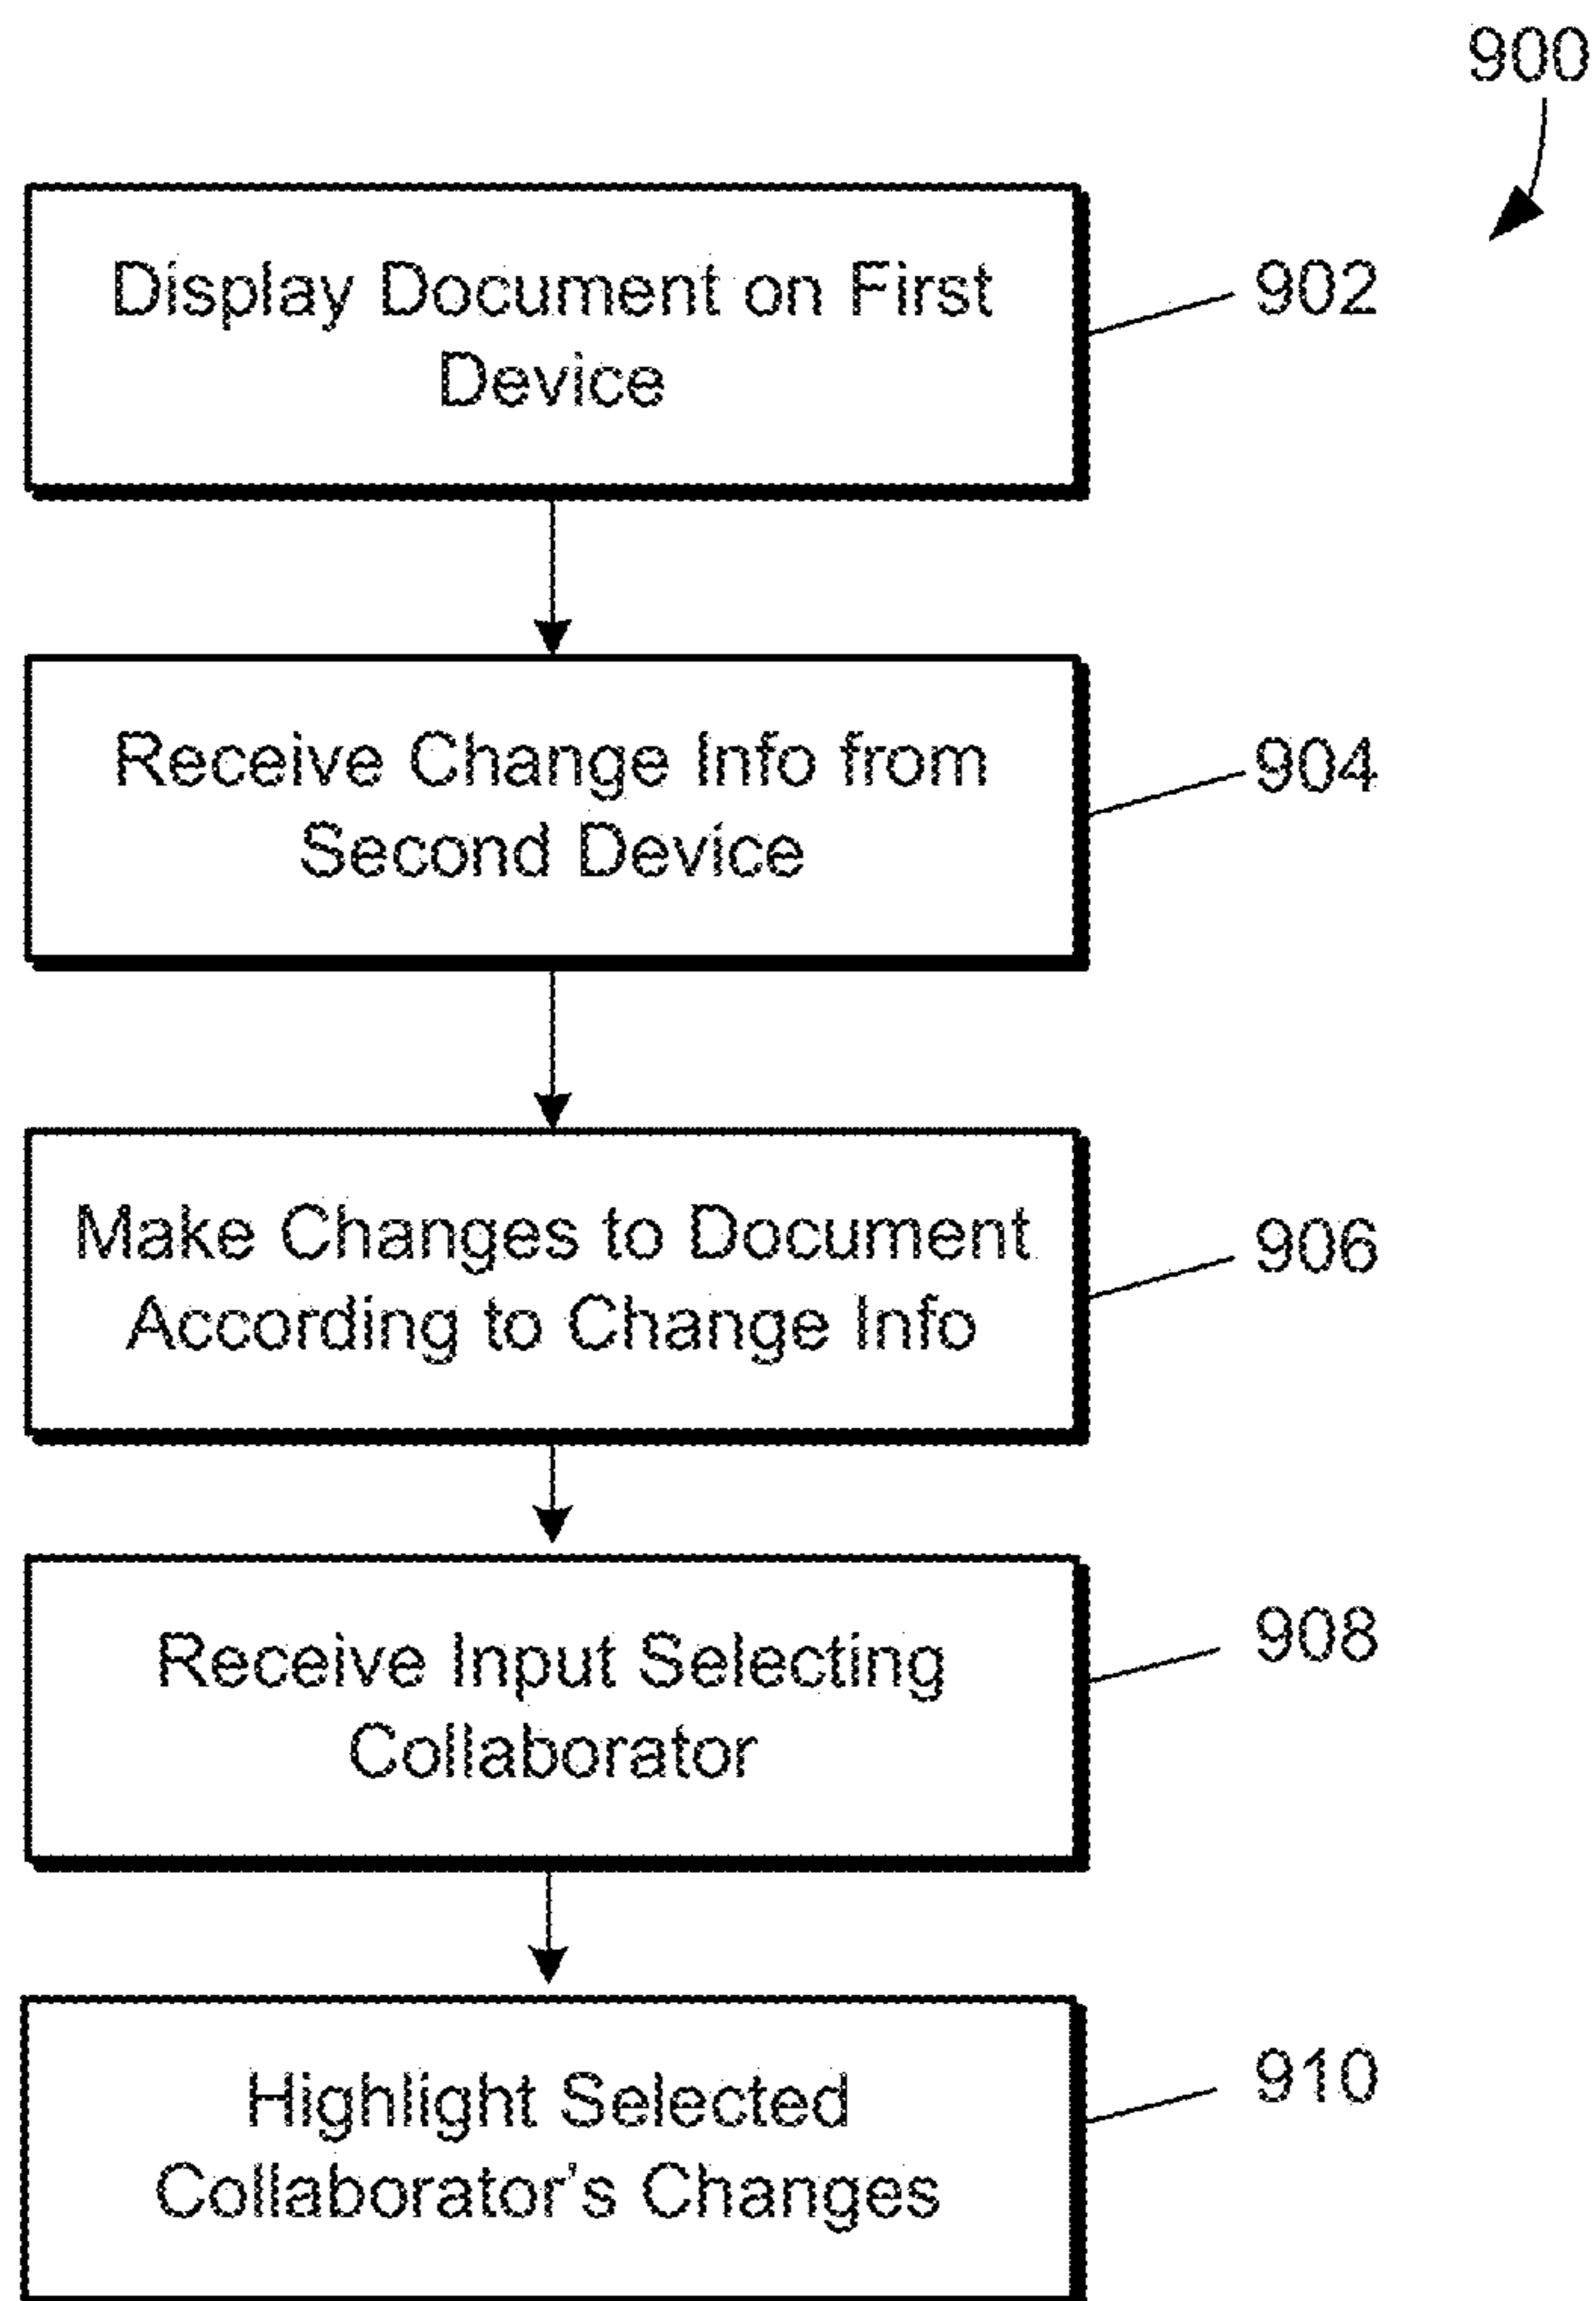 900
Display Document on First
Device
902
Receive Change Info from
Second Device
904
Make Changes to Document
According to Change Info
906
Receive Input Selecting
Collaborator
908
Highlight Selected
Collaborator's Changes
910